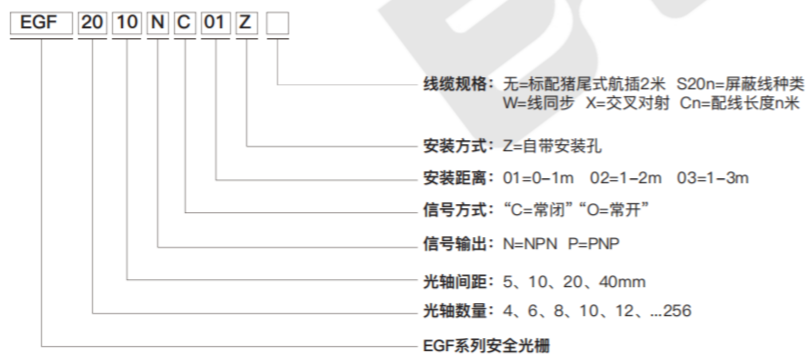 EGF 20 10 N C 01 Z
线缆规格：无=标配猪尾式航插2米 S20n=屏蔽线种类
W=线同步 X=交叉对射 Cn=配线长度n米
安装方式：Z=自带安装孔
安装距离：01=0-1m 02=1-2m 03=1-3m
信号方式：“C=常闭”“O=常开”
信号输出：N=NPN P=PNP
光轴间距：5、10、20、40mm
光轴数量：4、6、8、10、12、...256
EGF系列安全光栅